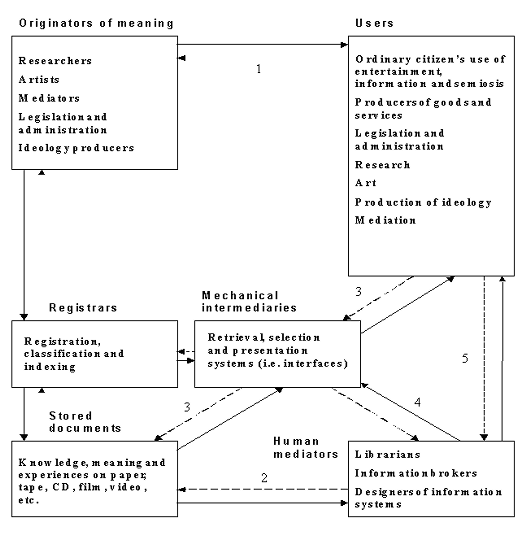 Originators of meaning
Users
Researchers
Artists
Mediators
Legislation and
administration
Ideology producers
1
Ordinary citizen's use of
entertainment,
information and semiosis
Producers of goods and
services
Legislation and
administration
Research
Art
Production of ideology
Mediation
Registrars
Mechanical
intermediaries
3
Registration,
classification and
indexing
Retrieval, selection
and presentation
systems (i.e. interfaces)
5
Stored
documents
3
4
Human
mediators
Knowledge, meaning and
experiences on paper,
tape, CD, film, video,
etc.
2
Librarians
Information brokers
Designers of information
systems